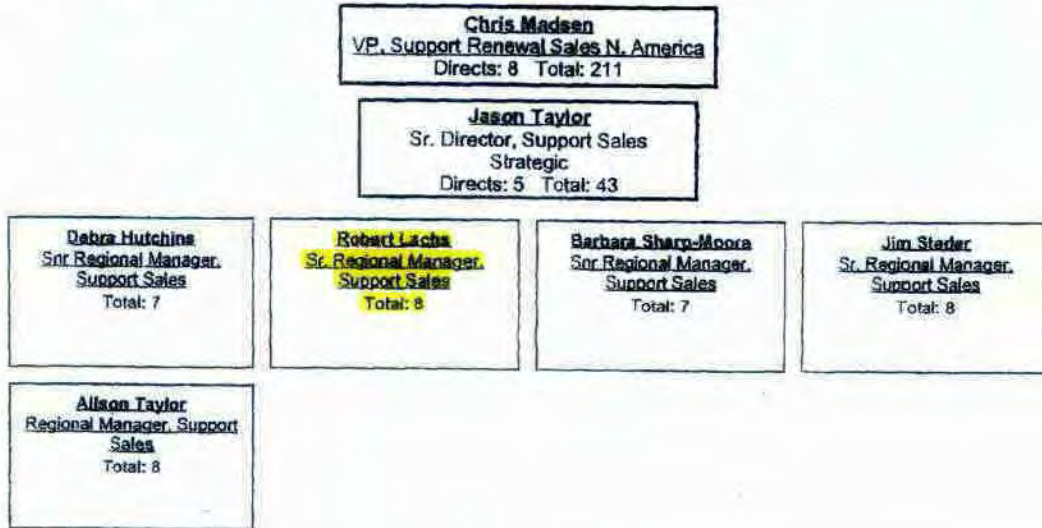 Chris Madsen
VP, Support Renewal Sales N. America
Directs: 8 Total: 211
Jason Taylor
Sr. Director, Support Sales
Strategic
Directs: 5 Total: 43
Debra Hutchins
Snr Regional Manager,
Support Sales
Total: 7
Robert Lachs
Sr. Regional Manager,
Support Sales
Total: 8
Barbara Sharp-Moora
Snr Regional Manager,
Support Sales
Total: 7
Jim Steder
Sr. Regional Manager,
Support Sales
Total: 8
Alison Taylor
Regional Manager, Support
Sales
Total: 8